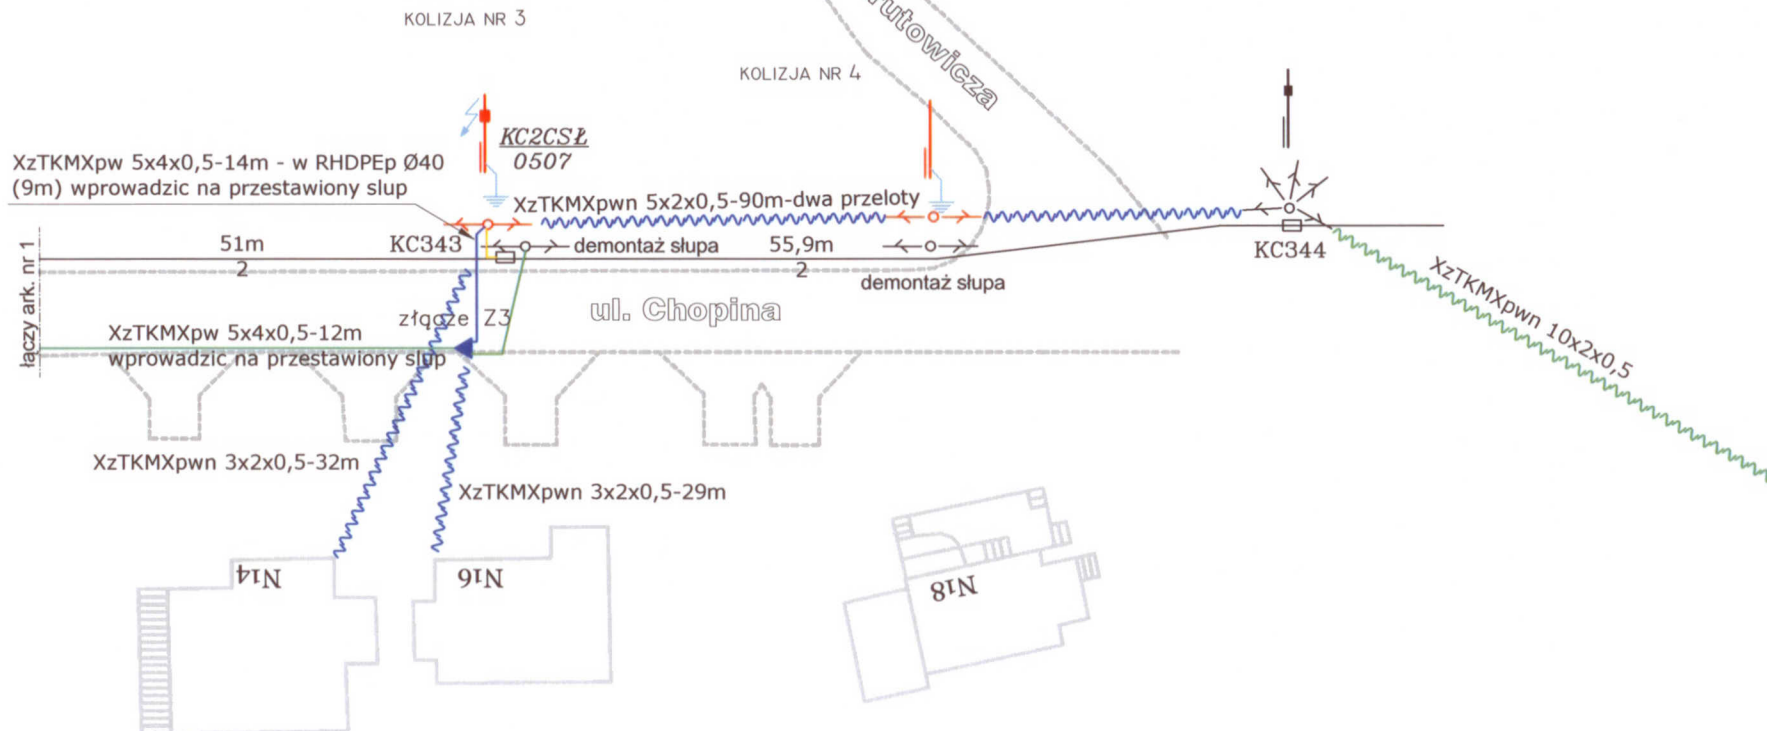 KOLIZJA NR 3
KOLIZJA NR 4
KC2CSŁ
0507
XzTKMXpw 5x4x0,5-14m - w RHDPEp Ø40
(9m) wprowadzic na przestawiony slup
XzTKMXpwn 5x2x0,5-90m-dwa przeloty
51m
2
KC343
demontaż słupa
55,9m
2
demontaż słupa
KC344
łączy ark. nr 1
XzTKMXpwn 10x2x0,5
ul. Chopina
złącze Z3
XzTKMXpw 5x4x0,5-12m
wprowadzic na przestawiony slup
XzTKMXpwn 3x2x0,5-32m
XzTKMXpwn 3x2x0,5-29m
N14
N16
N18